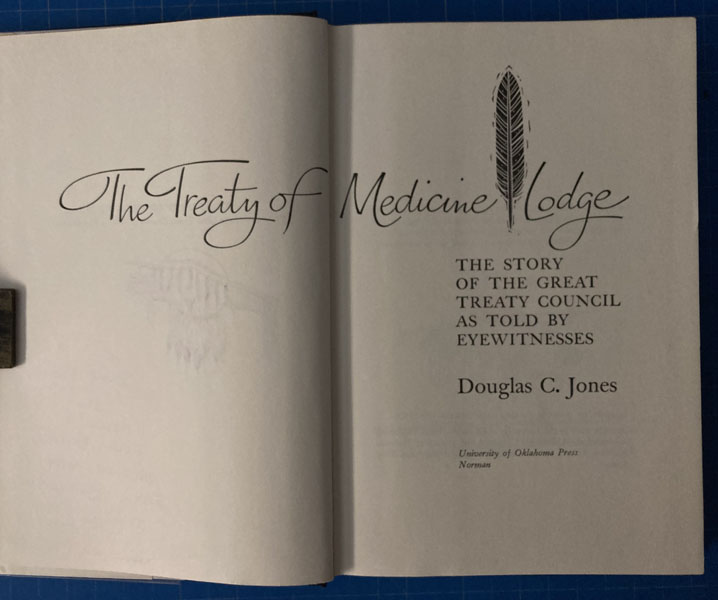 The Treaty of Medicine Lodge
THE STORY
OF THE GREAT
TREATY COUNCIL
AS TOLD BY
EYEWITNESSES
Douglas C. Jones
University of Oklahoma Press
Norman